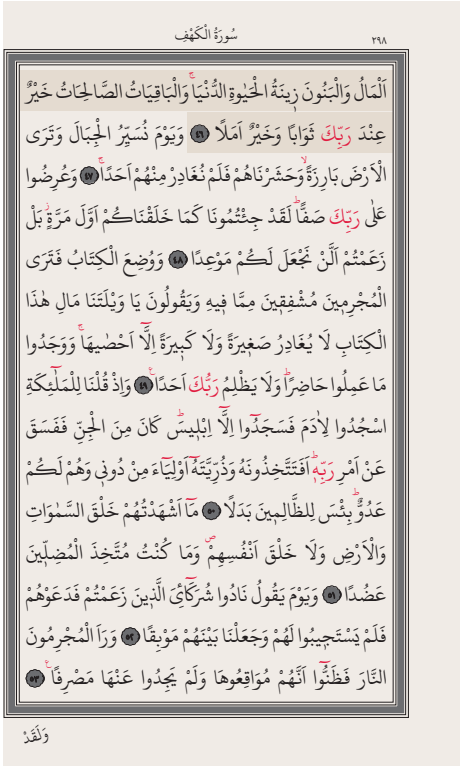 ٢٩٨
سُورَةُ الْكَهْفِ
اَلْمَالُ وَالْبَنُونَ زِينَةُ الْحَيٰوةِ الدُّنْيَاۚ وَالْبَاقِيَاتُ الصَّالِحَاتُ خَيْرٌ
عِنْدَ رَبِّكَ ثَوَابًا وَخَيْرٌ اَمَلًا ﴿٤٦﴾ وَيَوْمَ نُسَيِّرُ الْجِبَالَ وَتَرَى
الْاَرْضَ بَارِزَةًۙ وَحَشَرْنَاهُمْ فَلَمْ نُغَادِرْ مِنْهُمْ اَحَدًاۚ ﴿٤٧﴾ وَعُرِضُوا
عَلٰى رَبِّكَ صَفًّاۜ لَقَدْ جِئْتُمُونَا كَمَا خَلَقْنَاكُمْ اَوَّلَ مَرَّةٍۘ بَلْ
زَعَمْتُمْ اَلَّنْ نَجْعَلَ لَكُمْ مَوْعِدًا ﴿٤٨﴾ وَوُضِعَ الْكِتَابُ فَتَرَى
الْمُجْرِمِينَ مُشْفِقِينَ مِمَّا فِيهِ وَيَقُولُونَ يَا وَيْلَتَنَا مَالِ هٰذَا
الْكِتَابِ لَا يُغَادِرُ صَغِيرَةً وَلَا كَبِيرَةً اِلَّٓا اَحْصٰيهَاۚ وَوَجَدُوا
مَا عَمِلُوا حَاضِرًاۜ وَلَا يَظْلِمُ رَبُّكَ اَحَدًا۟ ﴿٤٩﴾ وَاِذْ قُلْنَا لِلْمَلٰٓئِكَةِ
اسْجُدُوا لِاٰدَمَ فَسَجَدُٓوا اِلَّٓا اِبْلِيسَۜ كَانَ مِنَ الْجِنِّ فَفَسَقَ
عَنْ اَمْرِ رَبِّهِۜ اَفَتَتَّخِذُونَهُ وَذُرِّيَّتَهُٓ اَوْلِيَٓاءَ مِنْ دُونِى وَهُمْ لَكُمْ
عَدُوٌّۜ بِئْسَ لِلظَّالِمِينَ بَدَلًا ﴿٥٠﴾ مَٓا اَشْهَدْتُهُمْ خَلْقَ السَّمٰوَاتِ
وَالْاَرْضِ وَلَا خَلْقَ اَنْفُسِهِمْۖ وَمَا كُنْتُ مُتَّخِذَ الْمُضِلِّينَ
عَضُدًا ﴿٥١﴾ وَيَوْمَ يَقُولُ نَادُوا شُرَكَٓائِىَ الَّذِينَ زَعَمْتُمْ فَدَعَوْهُمْ
فَلَمْ يَسْتَجِيبُوا لَهُمْ وَجَعَلْنَا بَيْنَهُمْ مَوْبِقًا ﴿٥٢﴾ وَرَاَ الْمُجْرِمُونَ
النَّارَ فَظَنُّٓوا اَنَّهُمْ مُوَاقِعُوهَا وَلَمْ يَجِدُوا عَنْهَا مَصْرِفًا۟ ﴿٥٣﴾
وَلَقَدْ